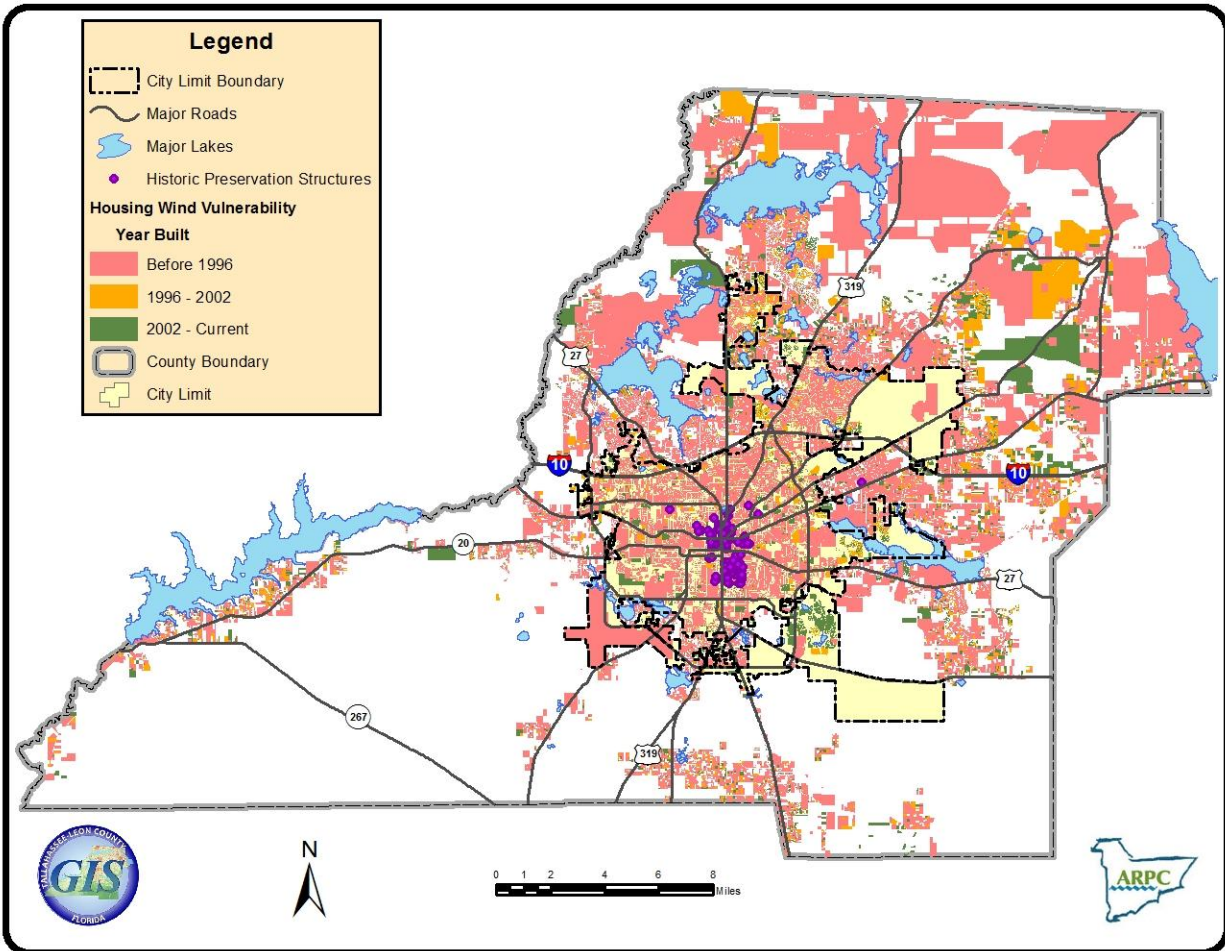 Legend
City Limit Boundary
Major Roads
Major Lakes
Historic Preservation Structures
Housing Wind Vulnerability
Year Built
Before 1996
1996 - 2002
2002 - Current
County Boundary
City Limit
319
27
10
10
20
27
267
319
TALLAHASSEE-LEON COUNTY
GIS
FLORIDA
N
0 1 2 4 6 8
Miles
ARPC